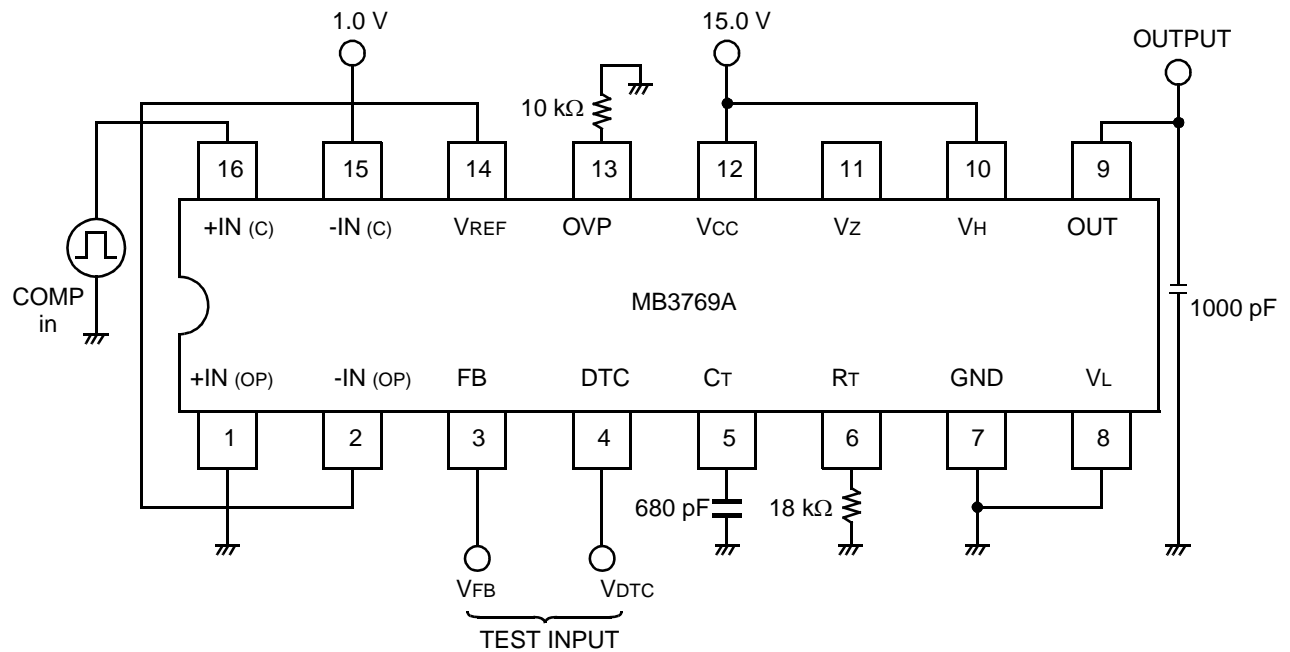 1.0 V
15.0 V
OUTPUT
10 kΩ
16 15 14 13 12 11 10 9
+IN (C) -IN (C) VREF OVP VCC VZ VH OUT
COMP
in
MB3769A
1000 pF
+IN (OP) -IN (OP) FB DTC CT RT GND VL
1 2 3 4 5 6 7 8
680 pF 18 kΩ
VFB VDTC
TEST INPUT